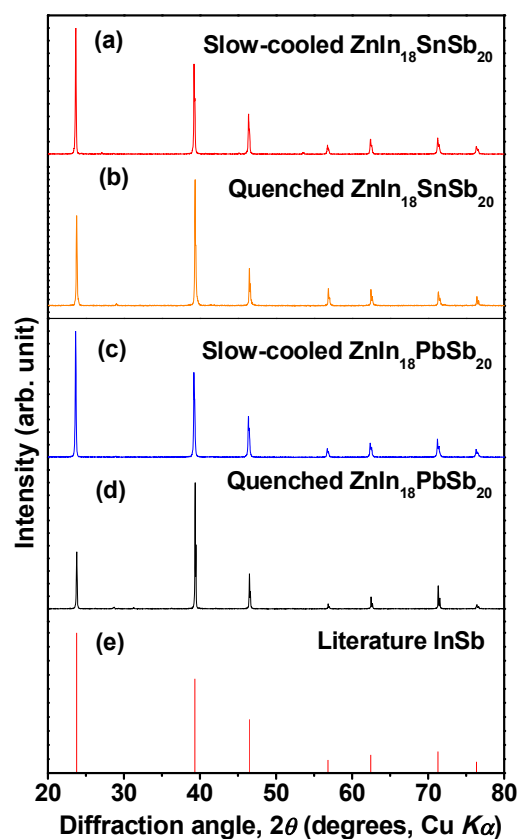 (a)
Slow-cooled ZnIn₁₈SnSb₂₀
(b)
Quenched ZnIn₁₈SnSb₂₀
(c)
Slow-cooled ZnIn₁₈PbSb₂₀
(d)
Quenched ZnIn₁₈PbSb₂₀
(e)
Literature InSb
Intensity (arb. unit)
20 30 40 50 60 70 80
Diffraction angle, 2θ (degrees, Cu Kα)